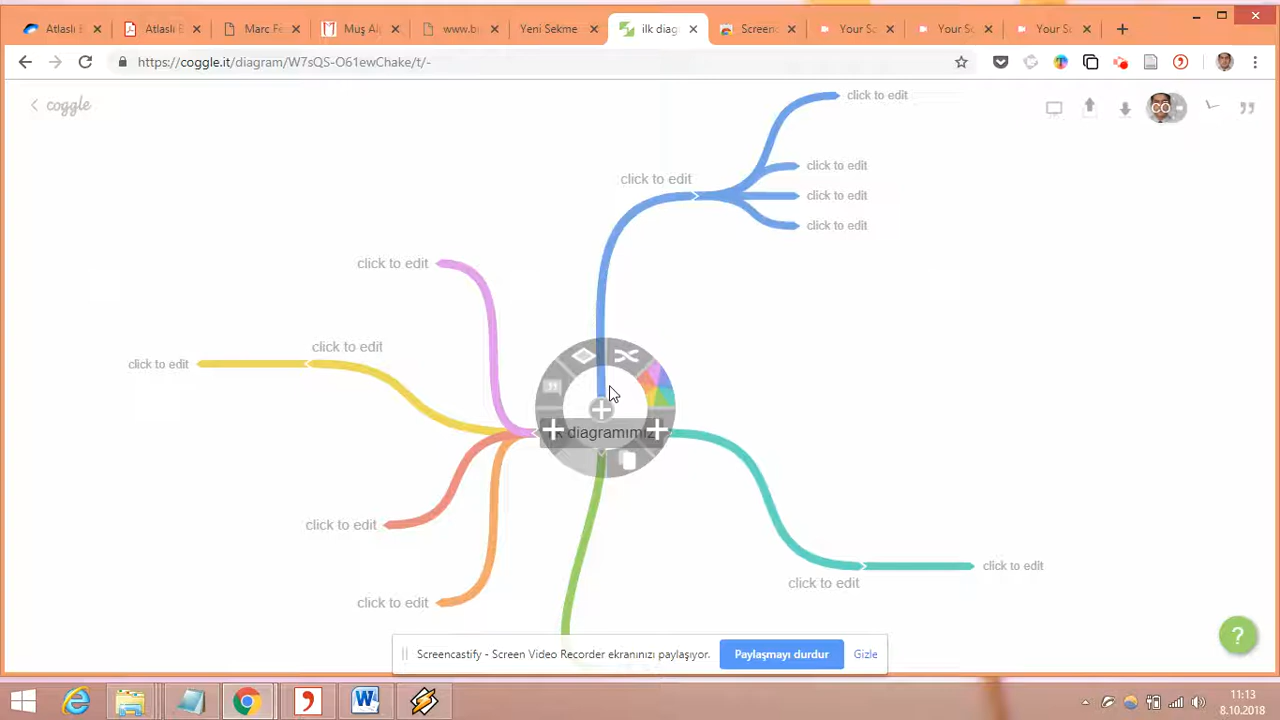 Atlaslı E
Atlaslı E
Marc Fe
Muş Al
www.b
Yeni Sekme
ilk diag
Screenc
Your Sc
Your Sc
Your Sc
https://coggle.it/diagram/W7sQS-O61ewChake/t/-
coggle
CO
click to edit
click to edit
click to edit
click to edit
click to edit
click to edit
click to edit
click to edit
diagramımız
click to edit
click to edit
click to edit
click to edit
Screencastify - Screen Video Recorder ekranınızı paylaşıyor.
Paylaşmayı durdur
Gizle
?
11:13
8.10.2018